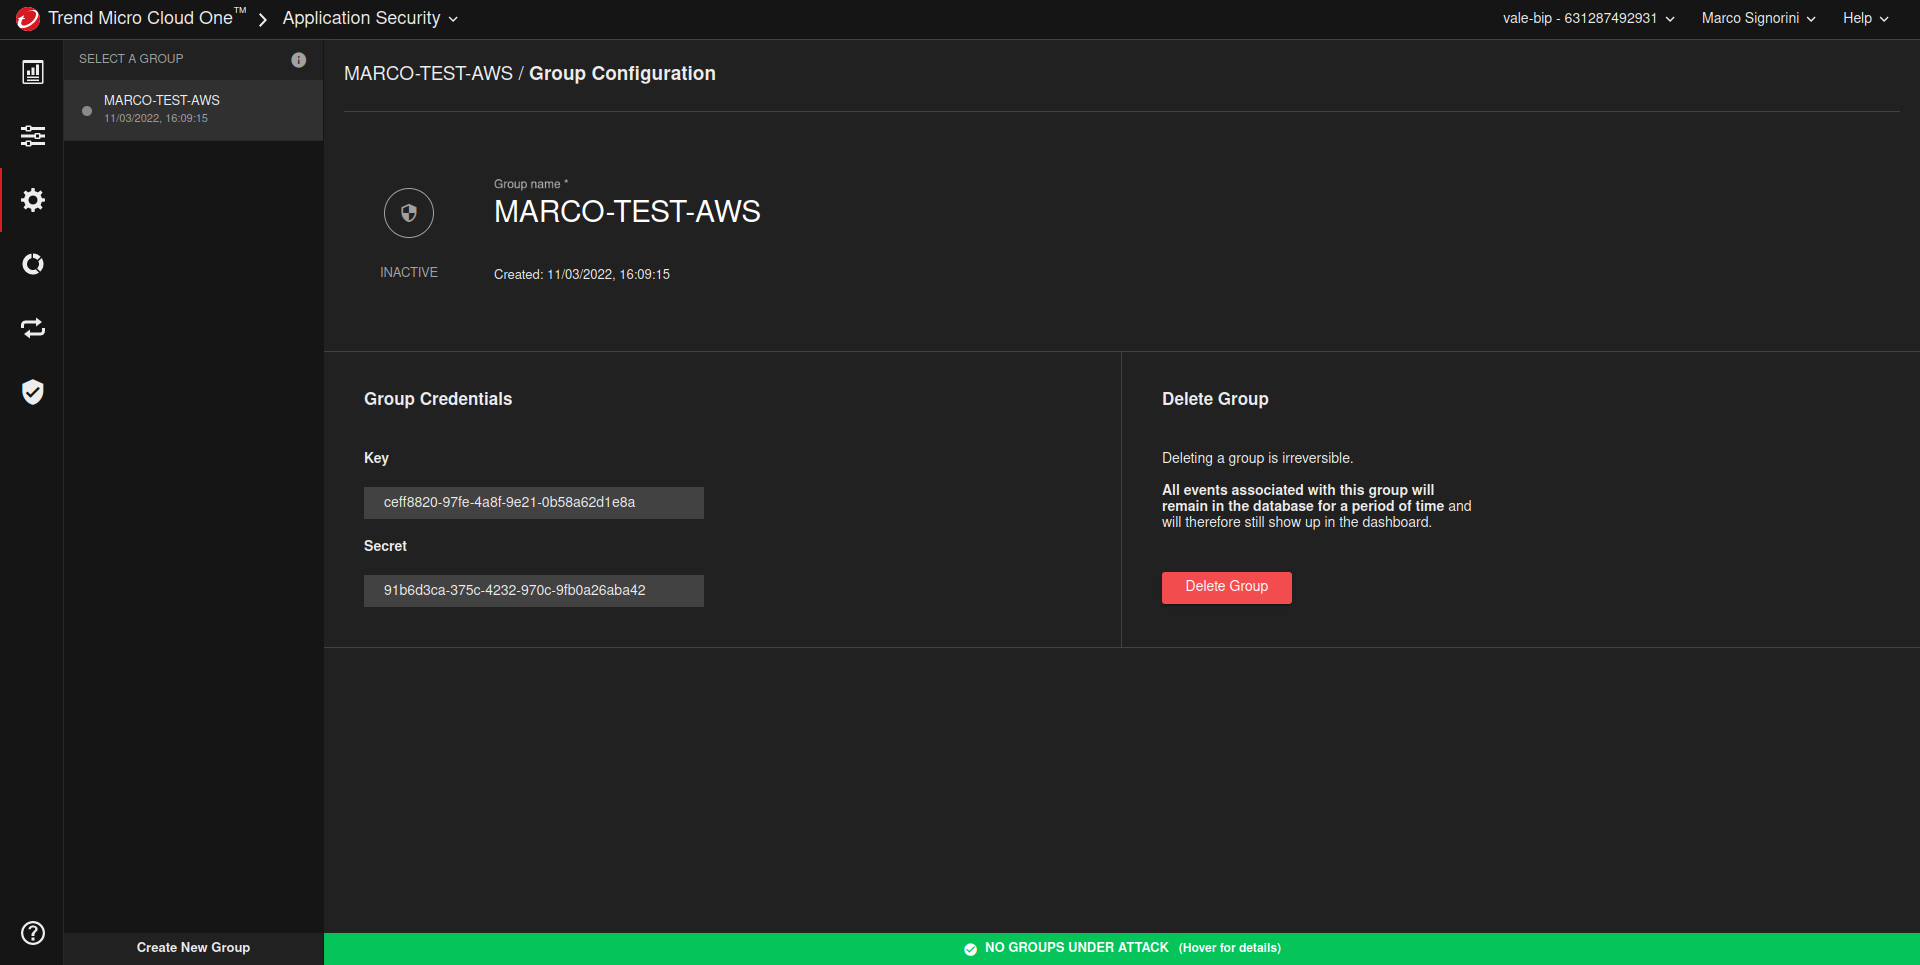 Trend Micro Cloud One™ Application Security
vale-bip - 631287492931 Marco Signorini Help
SELECT A GROUP
MARCO-TEST-AWS
11/03/2022, 16:09:15
MARCO-TEST-AWS / Group Configuration
Group name *
MARCO-TEST-AWS
INACTIVE
Created: 11/03/2022, 16:09:15
Group Credentials
Key
ceff8820-97fe-4a8f-9e21-0b58a62d1e8a
Secret
91b6d3ca-375c-4232-970c-9fb0a26aba42
Delete Group
Deleting a group is irreversible.
All events associated with this group will
remain in the database for a period of time and
will therefore still show up in the dashboard.
Delete Group
Create New Group
NO GROUPS UNDER ATTACK (Hover for details)